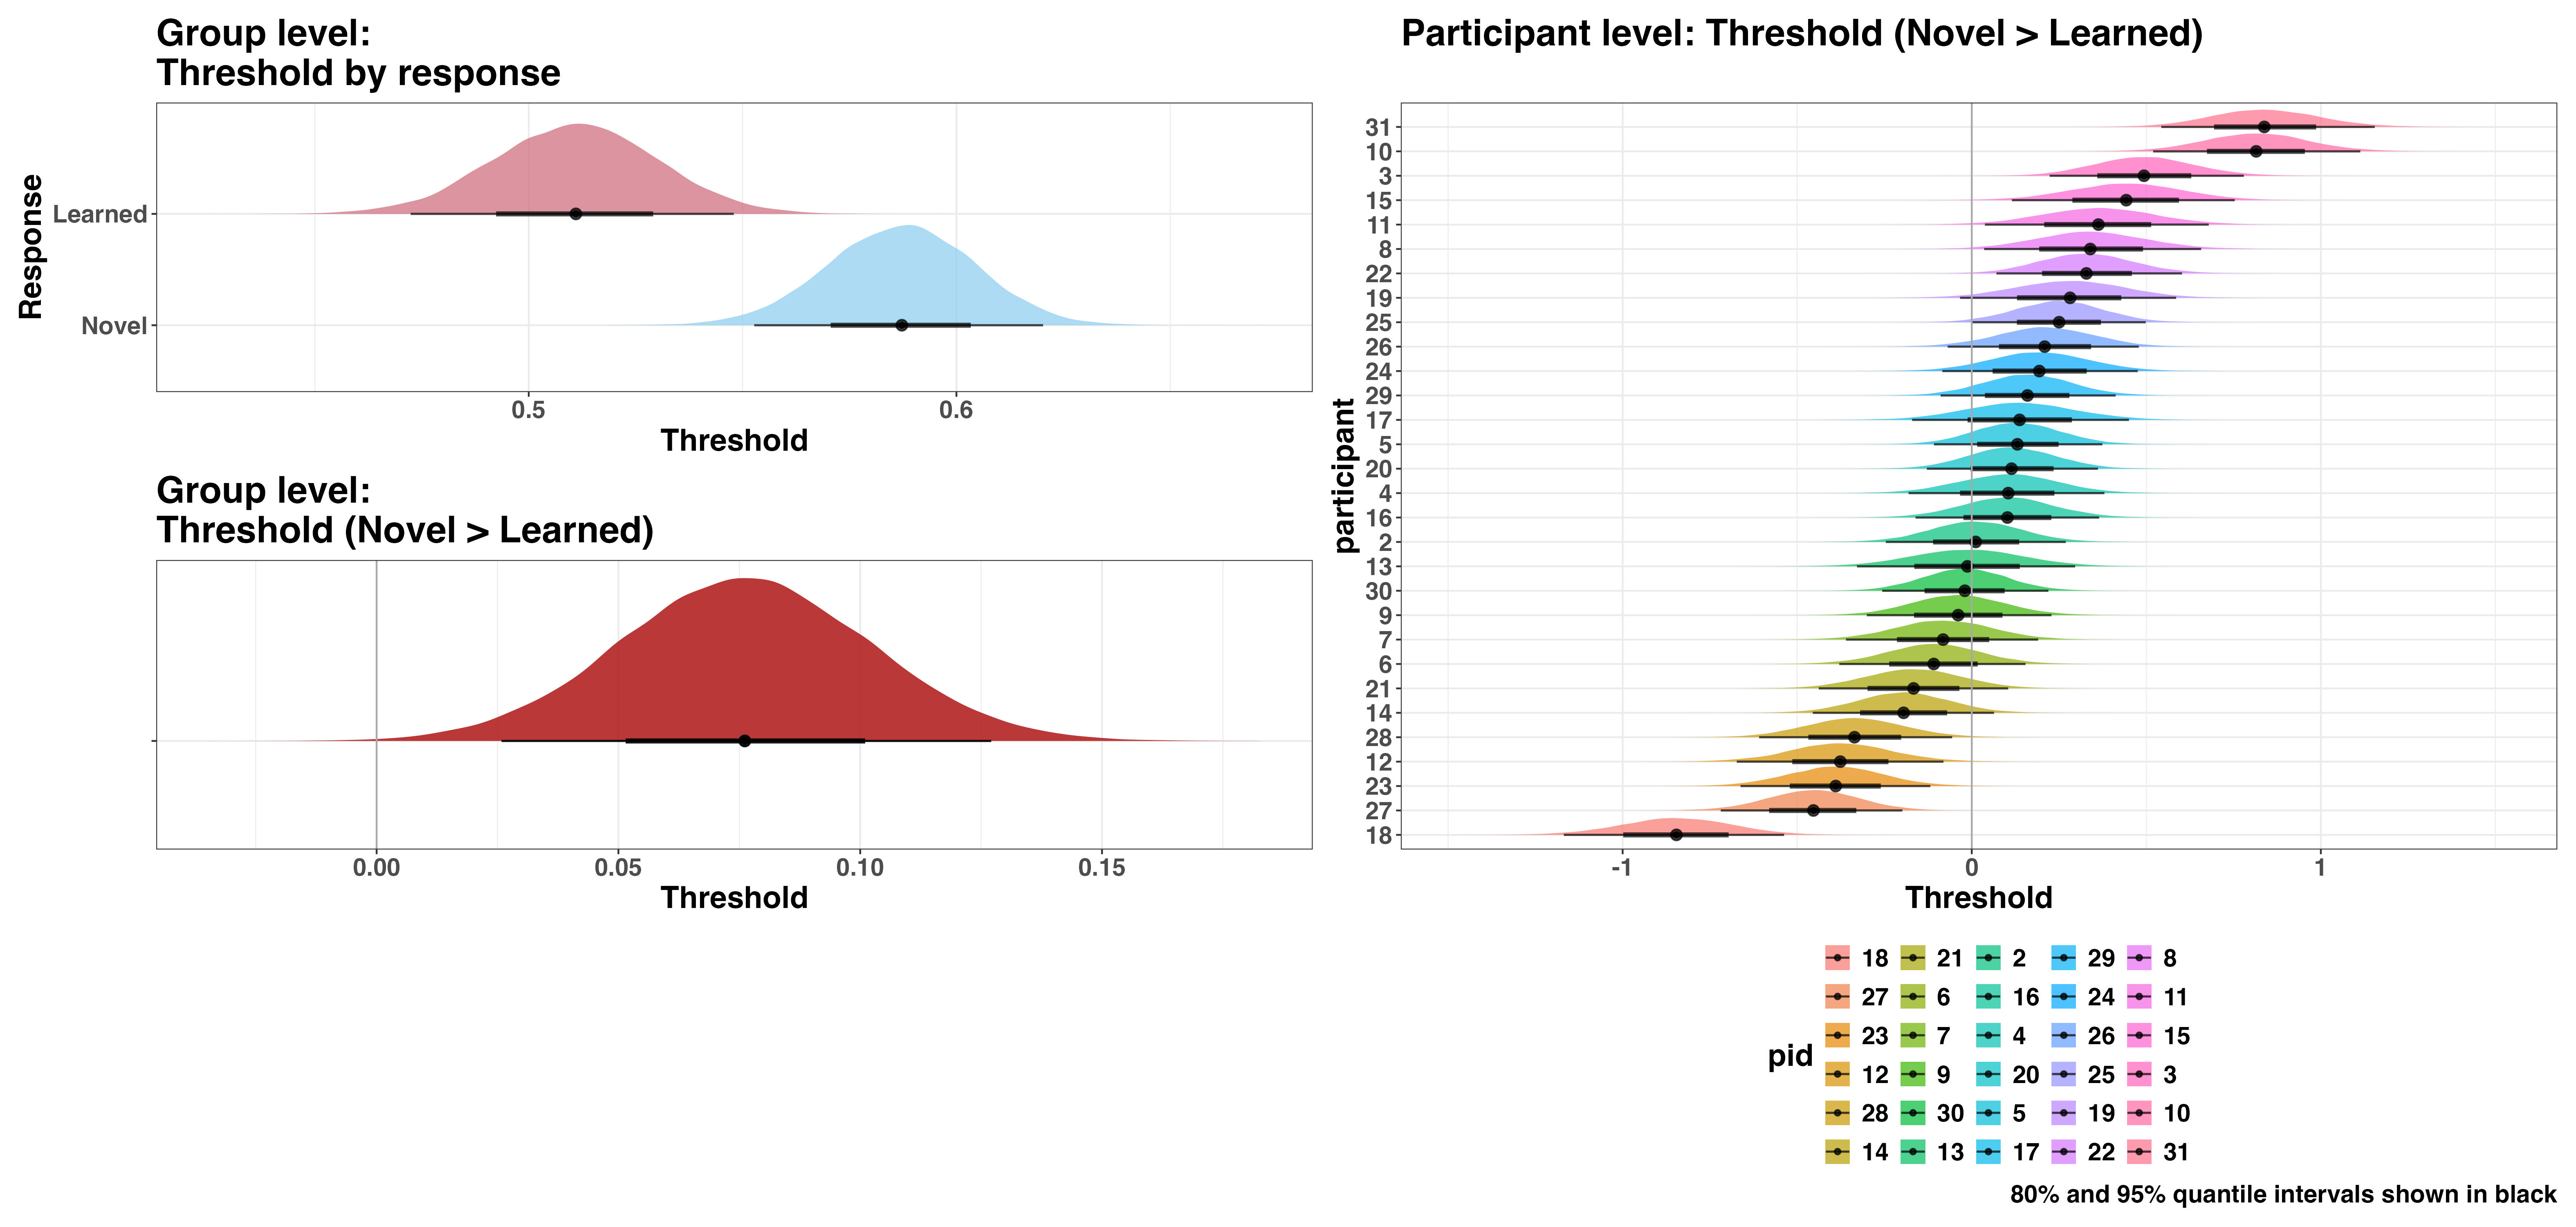 Group level:
Threshold by response
Response
Learned
Novel
0.5 0.6
Threshold
Group level:
Threshold (Novel > Learned)
0.00 0.05 0.10 0.15
Threshold
Participant level: Threshold (Novel > Learned)
participant
31
10
3
15
11
8
22
19
25
26
24
29
17
5
20
4
16
2
13
30
9
7
6
21
14
28
12
23
27
18
-1 0 1
Threshold
pid
18 21 2 29 8
27 6 16 24 11
23 7 4 26 15
12 9 20 25 3
28 30 5 19 10
14 13 17 22 31
80% and 95% quantile intervals shown in black